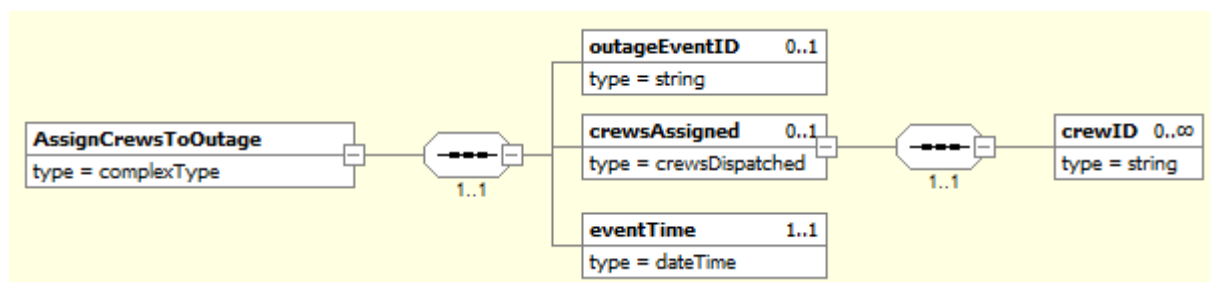 outageEventID 0..1
type = string
AssignCrewsToOutage
type = complexType
1..1
crewsAssigned 0..1
type = crewsDispatched
1..1
crewID 0..∞
type = string
eventTime 1..1
type = dateTime